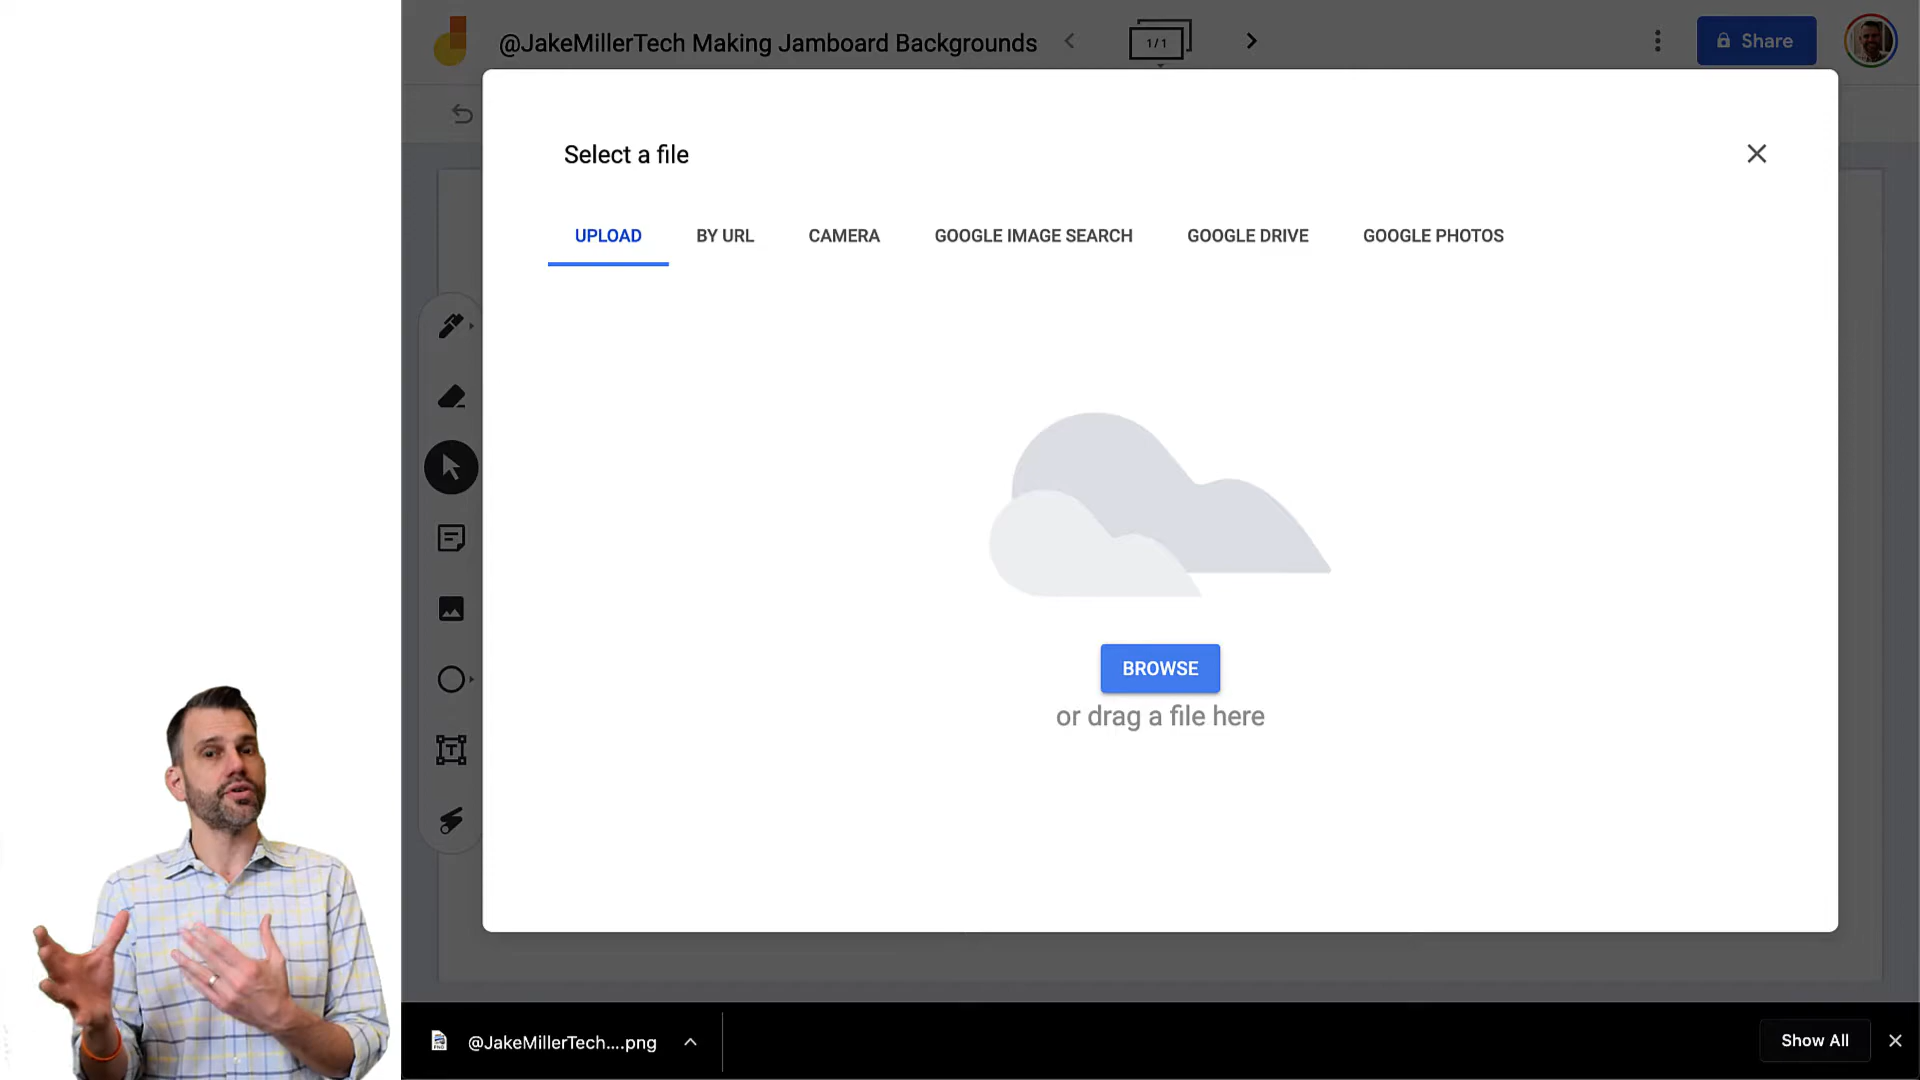 @JakeMillerTech Making Jamboard Backgrounds
1/1
Share
Select a file
UPLOAD
BY URL
CAMERA
GOOGLE IMAGE SEARCH
GOOGLE DRIVE
GOOGLE PHOTOS
BROWSE
or drag a file here
@JakeMillerTech....png
Show All